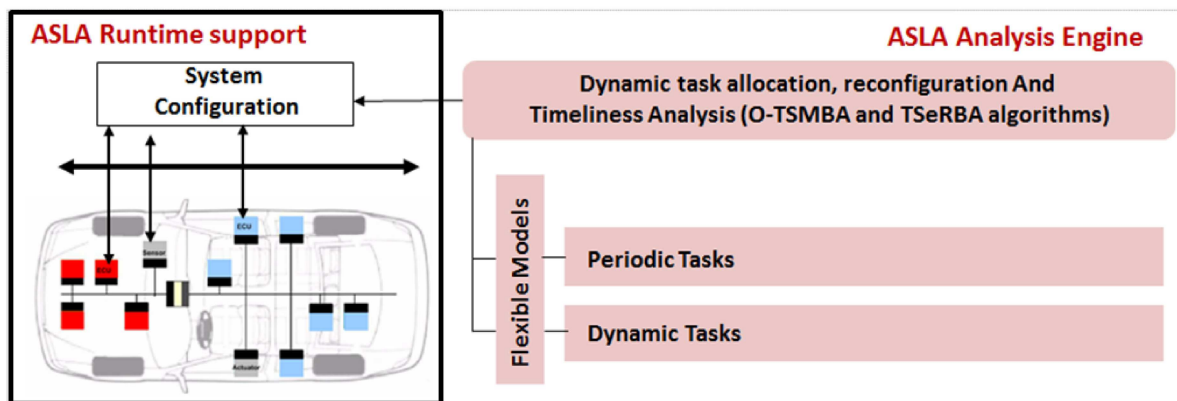 ASLA Runtime support
ASLA Analysis Engine
System
Configuration
Dynamic task allocation, reconfiguration And
Timeliness Analysis (O-TSMBA and TSeRBA algorithms)
ECU
Sensor
ECU
Actuator
Flexible Models
Periodic Tasks
Dynamic Tasks